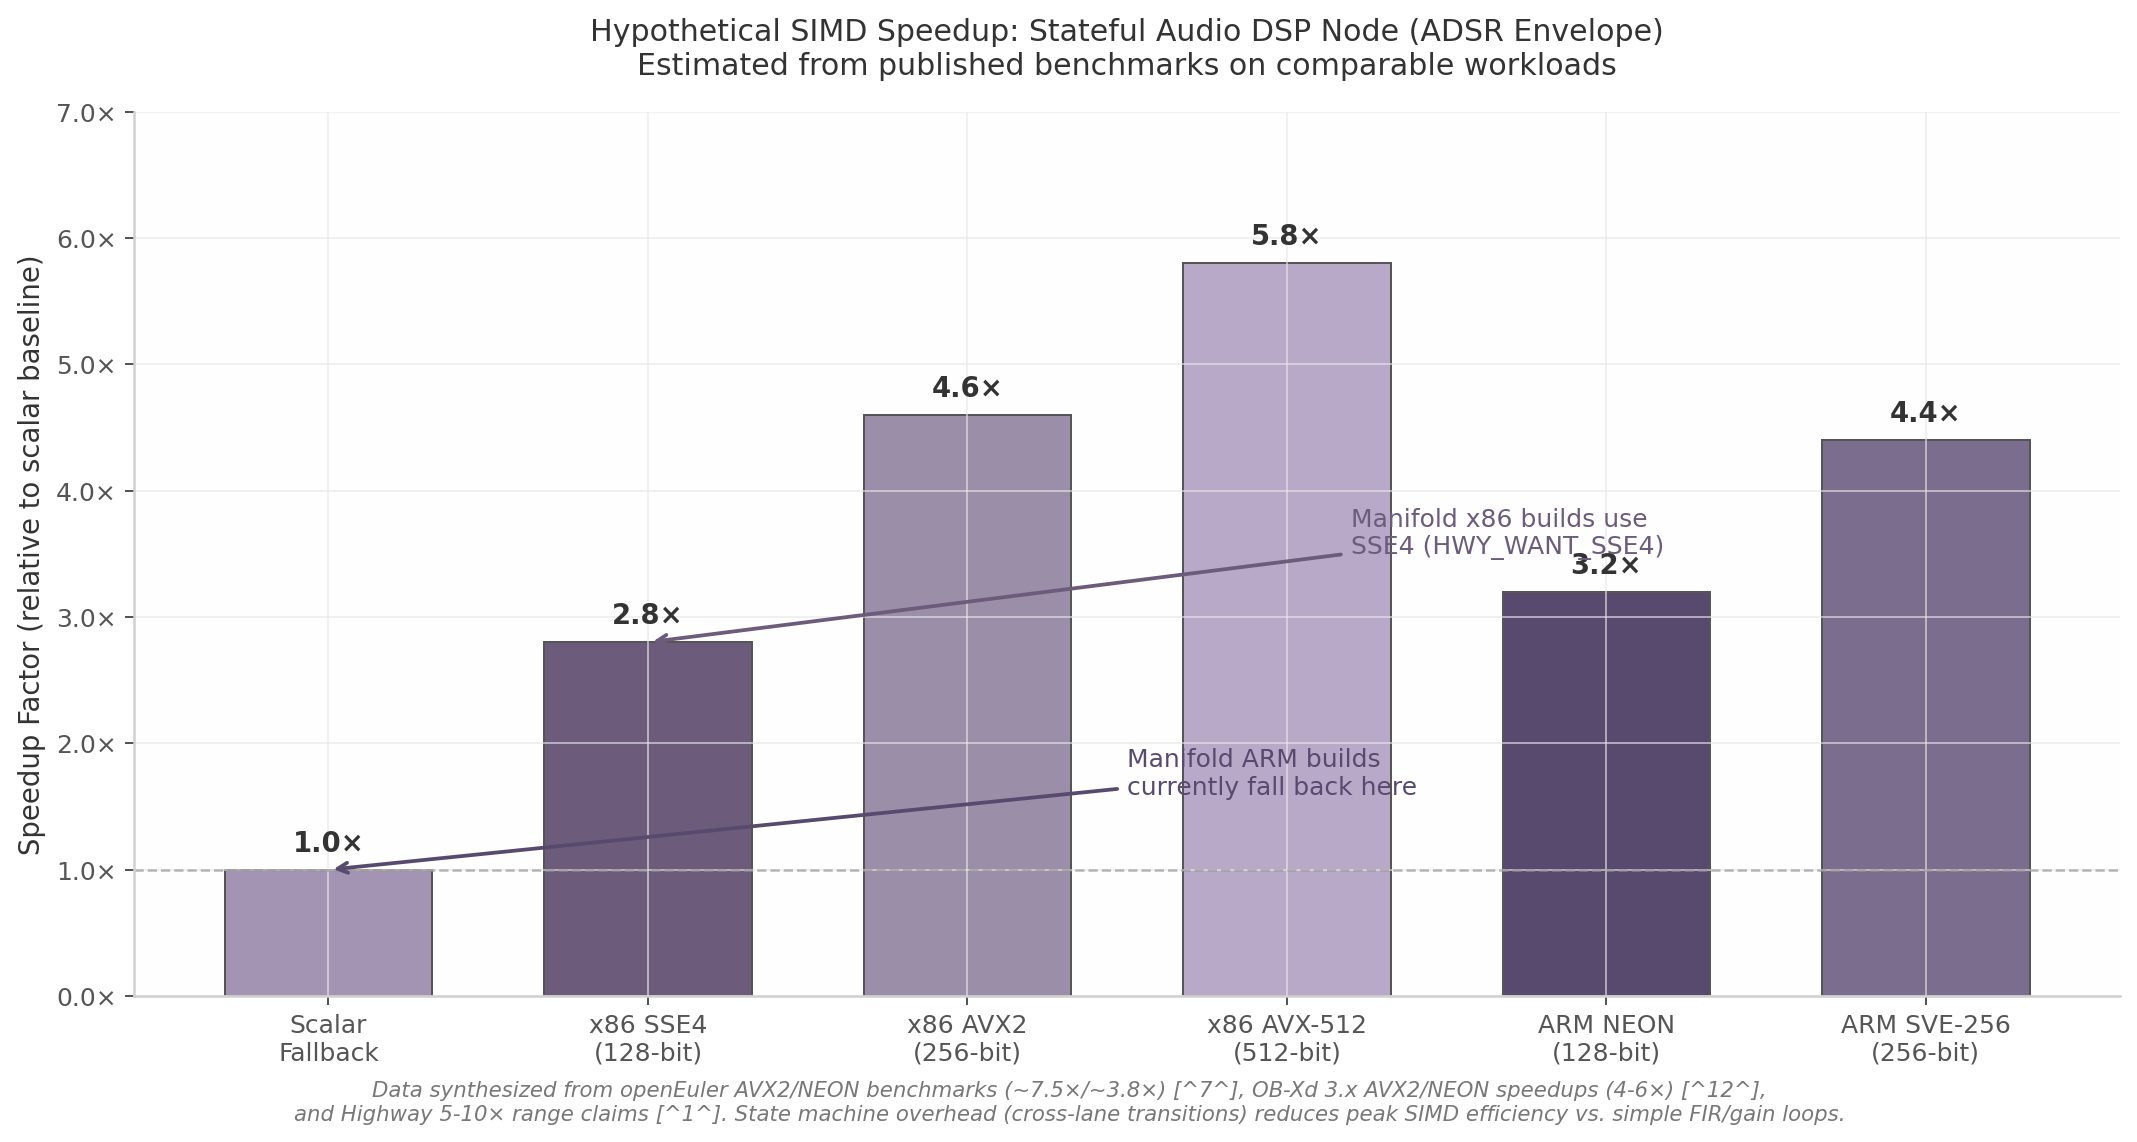 Hypothetical SIMD Speedup: Stateful Audio DSP Node (ADSR Envelope)
Estimated from published benchmarks on comparable workloads
Speedup Factor (relative to scalar baseline)
7.0×
6.0×
5.0×
4.0×
3.0×
2.0×
1.0×
0.0×
1.0×
2.8×
4.6×
5.8×
3.2×
4.4×
Manifold x86 builds use
SSE4 (HWY_WANT_SSE4)
Manifold ARM builds
currently fall back here
Scalar
Fallback
x86 SSE4
(128-bit)
x86 AVX2
(256-bit)
x86 AVX-512
(512-bit)
ARM NEON
(128-bit)
ARM SVE-256
(256-bit)
Data synthesized from openEuler AVX2/NEON benchmarks (~7.5×/~3.8×) [^7^], OB-Xd 3.x AVX2/NEON speedups (4-6×) [^12^],
and Highway 5-10× range claims [^1^]. State machine overhead (cross-lane transitions) reduces peak SIMD efficiency vs. simple FIR/gain loops.